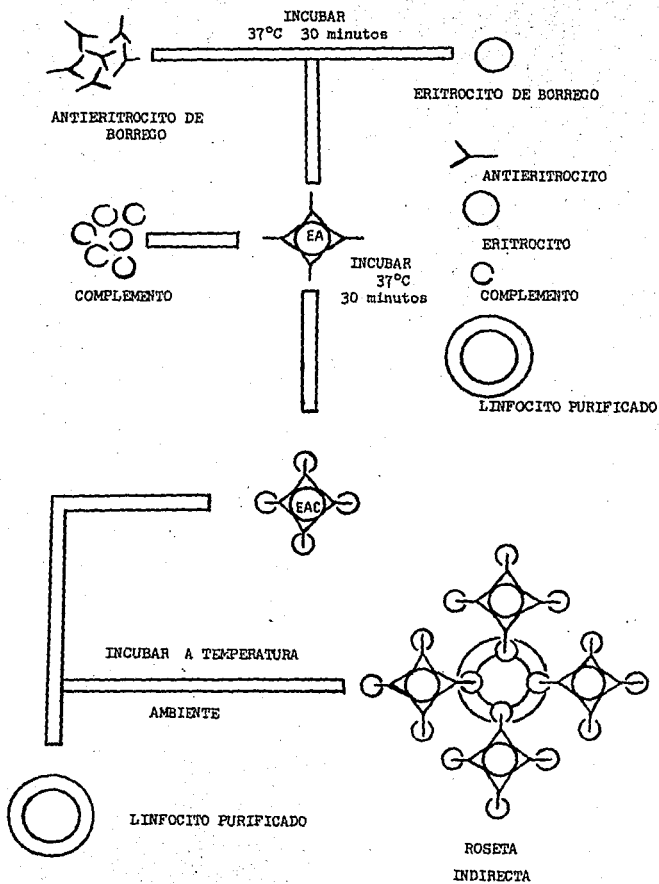 INCUBAR
37°C 30 minutos
ANTIERITROCITO DE
BORREGO
ERITROCITO DE BORREGO
ANTIERITROCITO
EA
ERITROCITO
INCUBAR
37°C
30 minutos
COMPLEMENTO
COMPLEMENTO
LINFOCITO PURIFICADO
EAC
INCUBAR A TEMPERATURA
AMBIENTE
LINFOCITO PURIFICADO
ROSETA
INDIRECTA